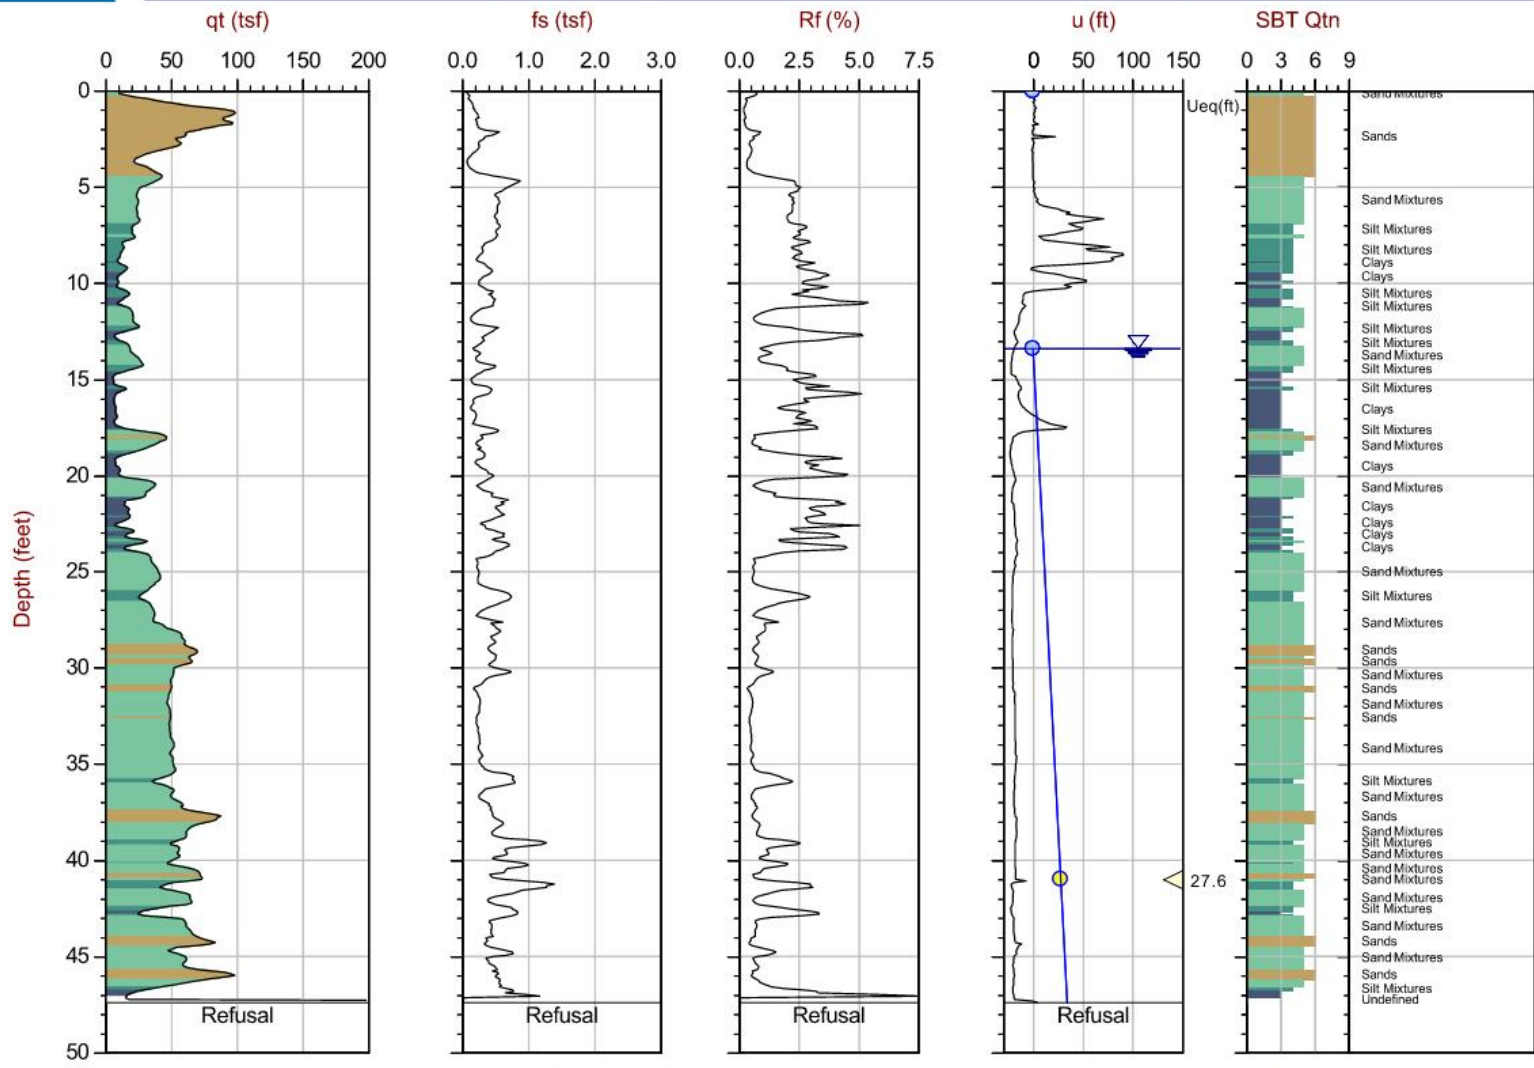 qt (tsf) fs (tsf) Rf (%) u (ft) SBT Qtn
0 50 100 150 200 0.0 1.0 2.0 3.0 0.0 2.5 5.0 7.5 0 50 100 150 0 3 6 9
0
Ueq(ft)
Sand Mixtures
Sands
5
Sand Mixtures
Silt Mixtures
Silt Mixtures
Clays
Clays
10
Silt Mixtures
Silt Mixtures
Silt Mixtures
Silt Mixtures
Sand Mixtures
Silt Mixtures
15
Silt Mixtures
Clays
Silt Mixtures
Sand Mixtures
Clays
20
Sand Mixtures
Clays
Clays
Clays
Clays
Depth (feet)
25
Sand Mixtures
Silt Mixtures
Sand Mixtures
Sands
Sands
30
Sand Mixtures
Sands
Sand Mixtures
Sands
Sand Mixtures
35
Silt Mixtures
Sand Mixtures
Sands
Sand Mixtures
Silt Mixtures
Sand Mixtures
40
Sand Mixtures
27.6
Sand Mixtures
Sand Mixtures
Silt Mixtures
Sand Mixtures
Sands
45
Sand Mixtures
Sands
Silt Mixtures
Undefined
Refusal Refusal Refusal Refusal
50